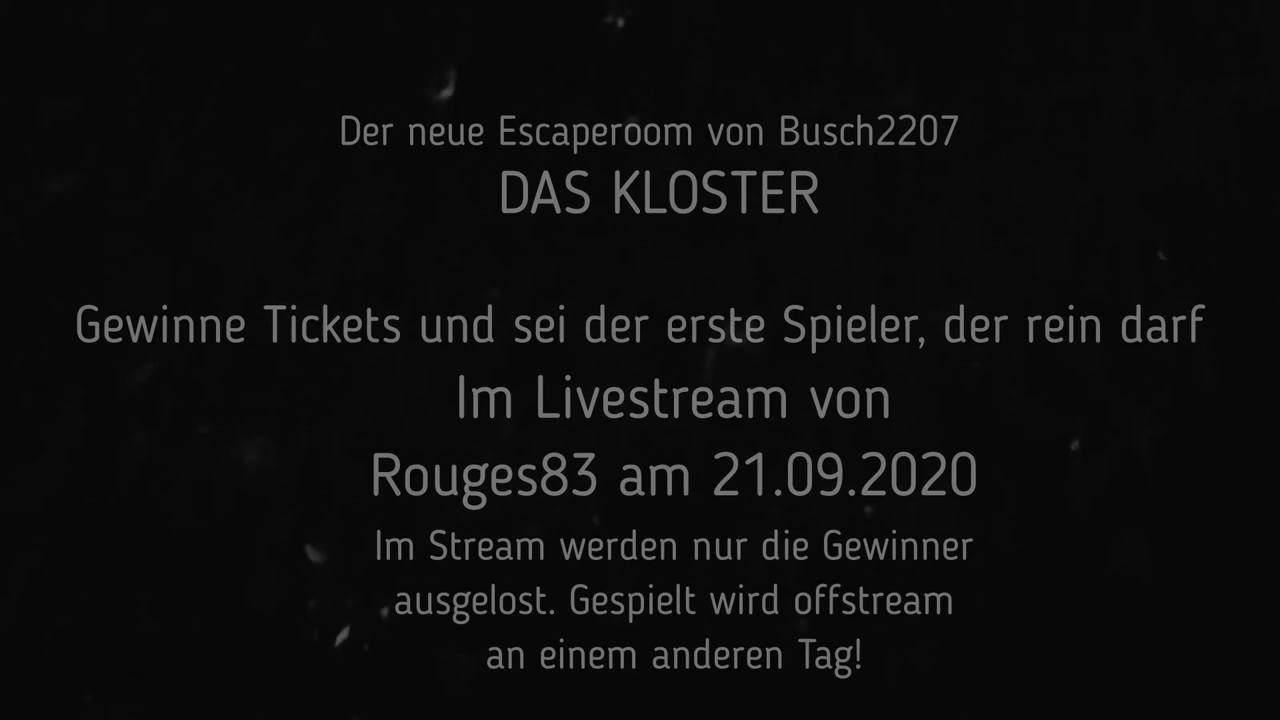 Der neue Escaperoom von Busch2207
DAS KLOSTER
Gewinne Tickets und sei der erste Spieler, der rein darf
Im Livestream von
Rouges83 am 21.09.2020
Im Stream werden nur die Gewinner
ausgelost. Gespielt wird offstream
an einem anderen Tag!